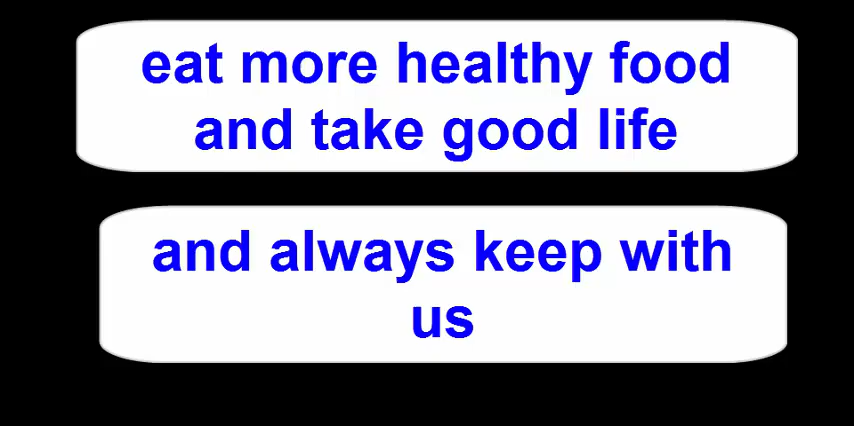 eat more healthy food
and take good life
and always keep with
us